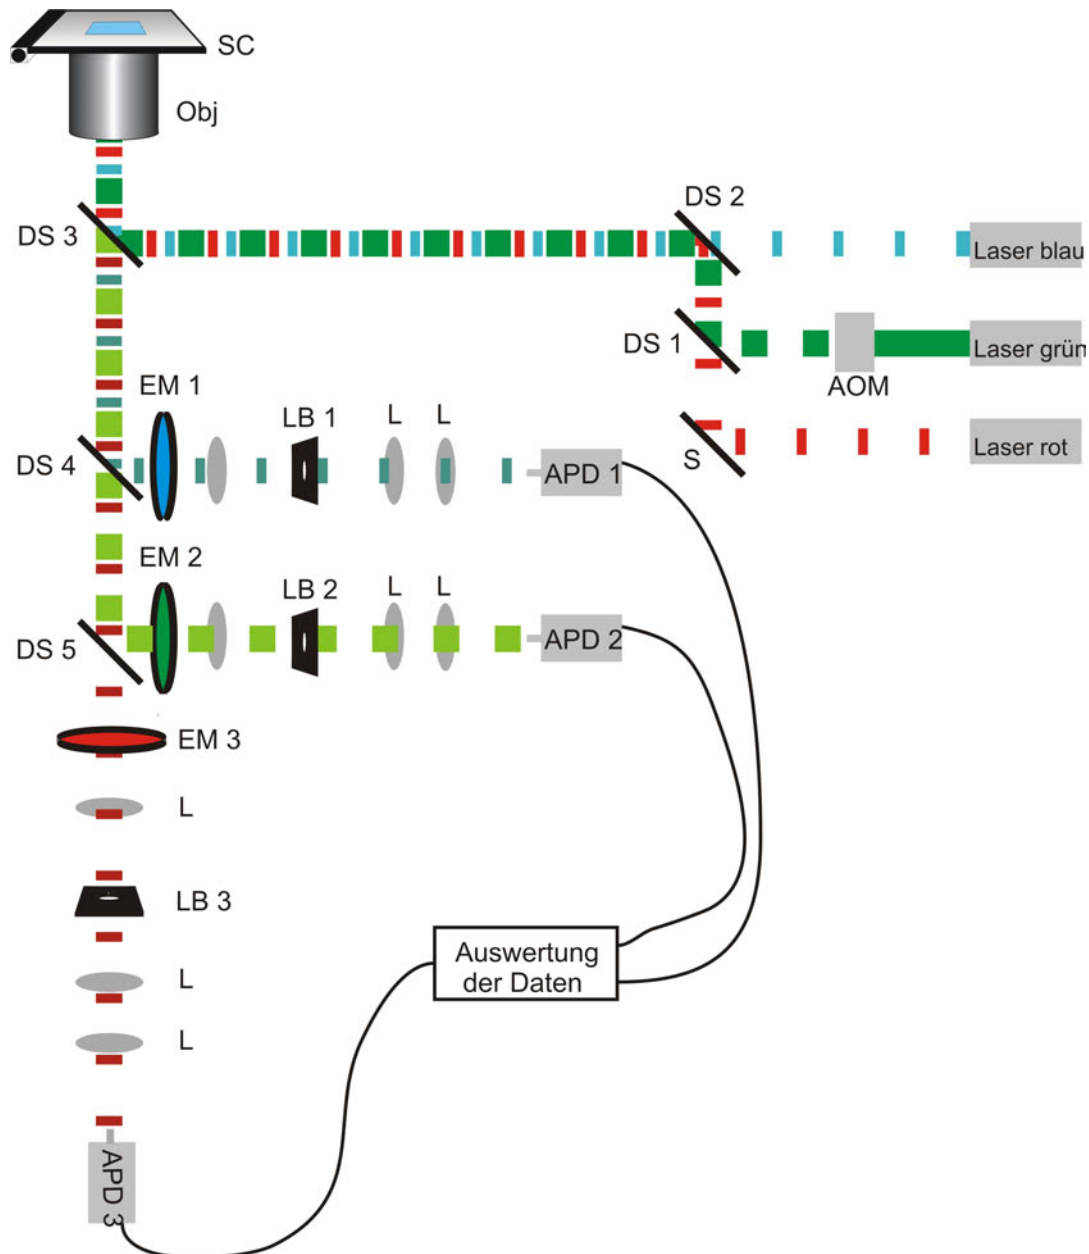 SC
Obj
DS 2
DS 3
Laser blau
DS 1
Laser grün
AOM
EM 1
LB 1
L
L
DS 4
APD 1
S
Laser rot
EM 2
LB 2
L
L
DS 5
APD 2
EM 3
L
LB 3
Auswertung
der Daten
L
L
APD 3